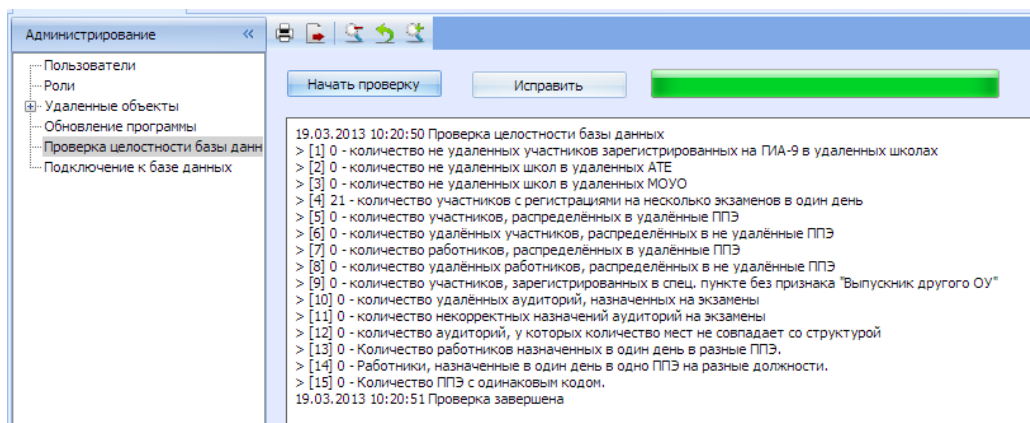 Администрирование «
Пользователи
Роли
Удаленные объекты
Обновление программы
Проверка целостности базы данн
Подключение к базе данных
Начать проверку Исправить
19.03.2013 10:20:50 Проверка целостности базы данных
> [1] 0 - количество не удаленных участников зарегистрированных на ГИА-9 в удаленных школах
> [2] 0 - количество не удаленных школ в удаленных АТЕ
> [3] 0 - количество не удаленных школ в удаленных МОУО
> [4] 21 - количество участников с регистрациями на несколько экзаменов в один день
> [5] 0 - количество участников, распределённых в удалённые ППЭ
> [6] 0 - количество удалённых участников, распределённых в не удалённые ППЭ
> [7] 0 - количество работников, распределённых в удалённые ППЭ
> [8] 0 - количество удалённых работников, распределённых в не удалённые ППЭ
> [9] 0 - количество участников, зарегистрированных в спец. пункте без признака "Выпускник другого ОУ"
> [10] 0 - количество удалённых аудиторий, назначенных на экзамены
> [11] 0 - количество некорректных назначений аудиторий на экзамены
> [12] 0 - количество аудиторий, у которых количество мест не совпадает со структурой
> [13] 0 - Количество работников назначенных в один день в разные ППЭ.
> [14] 0 - Работники, назначенные в один день в одно ППЭ на разные должности.
> [15] 0 - Количество ППЭ с одинаковым кодом.
19.03.2013 10:20:51 Проверка завершена